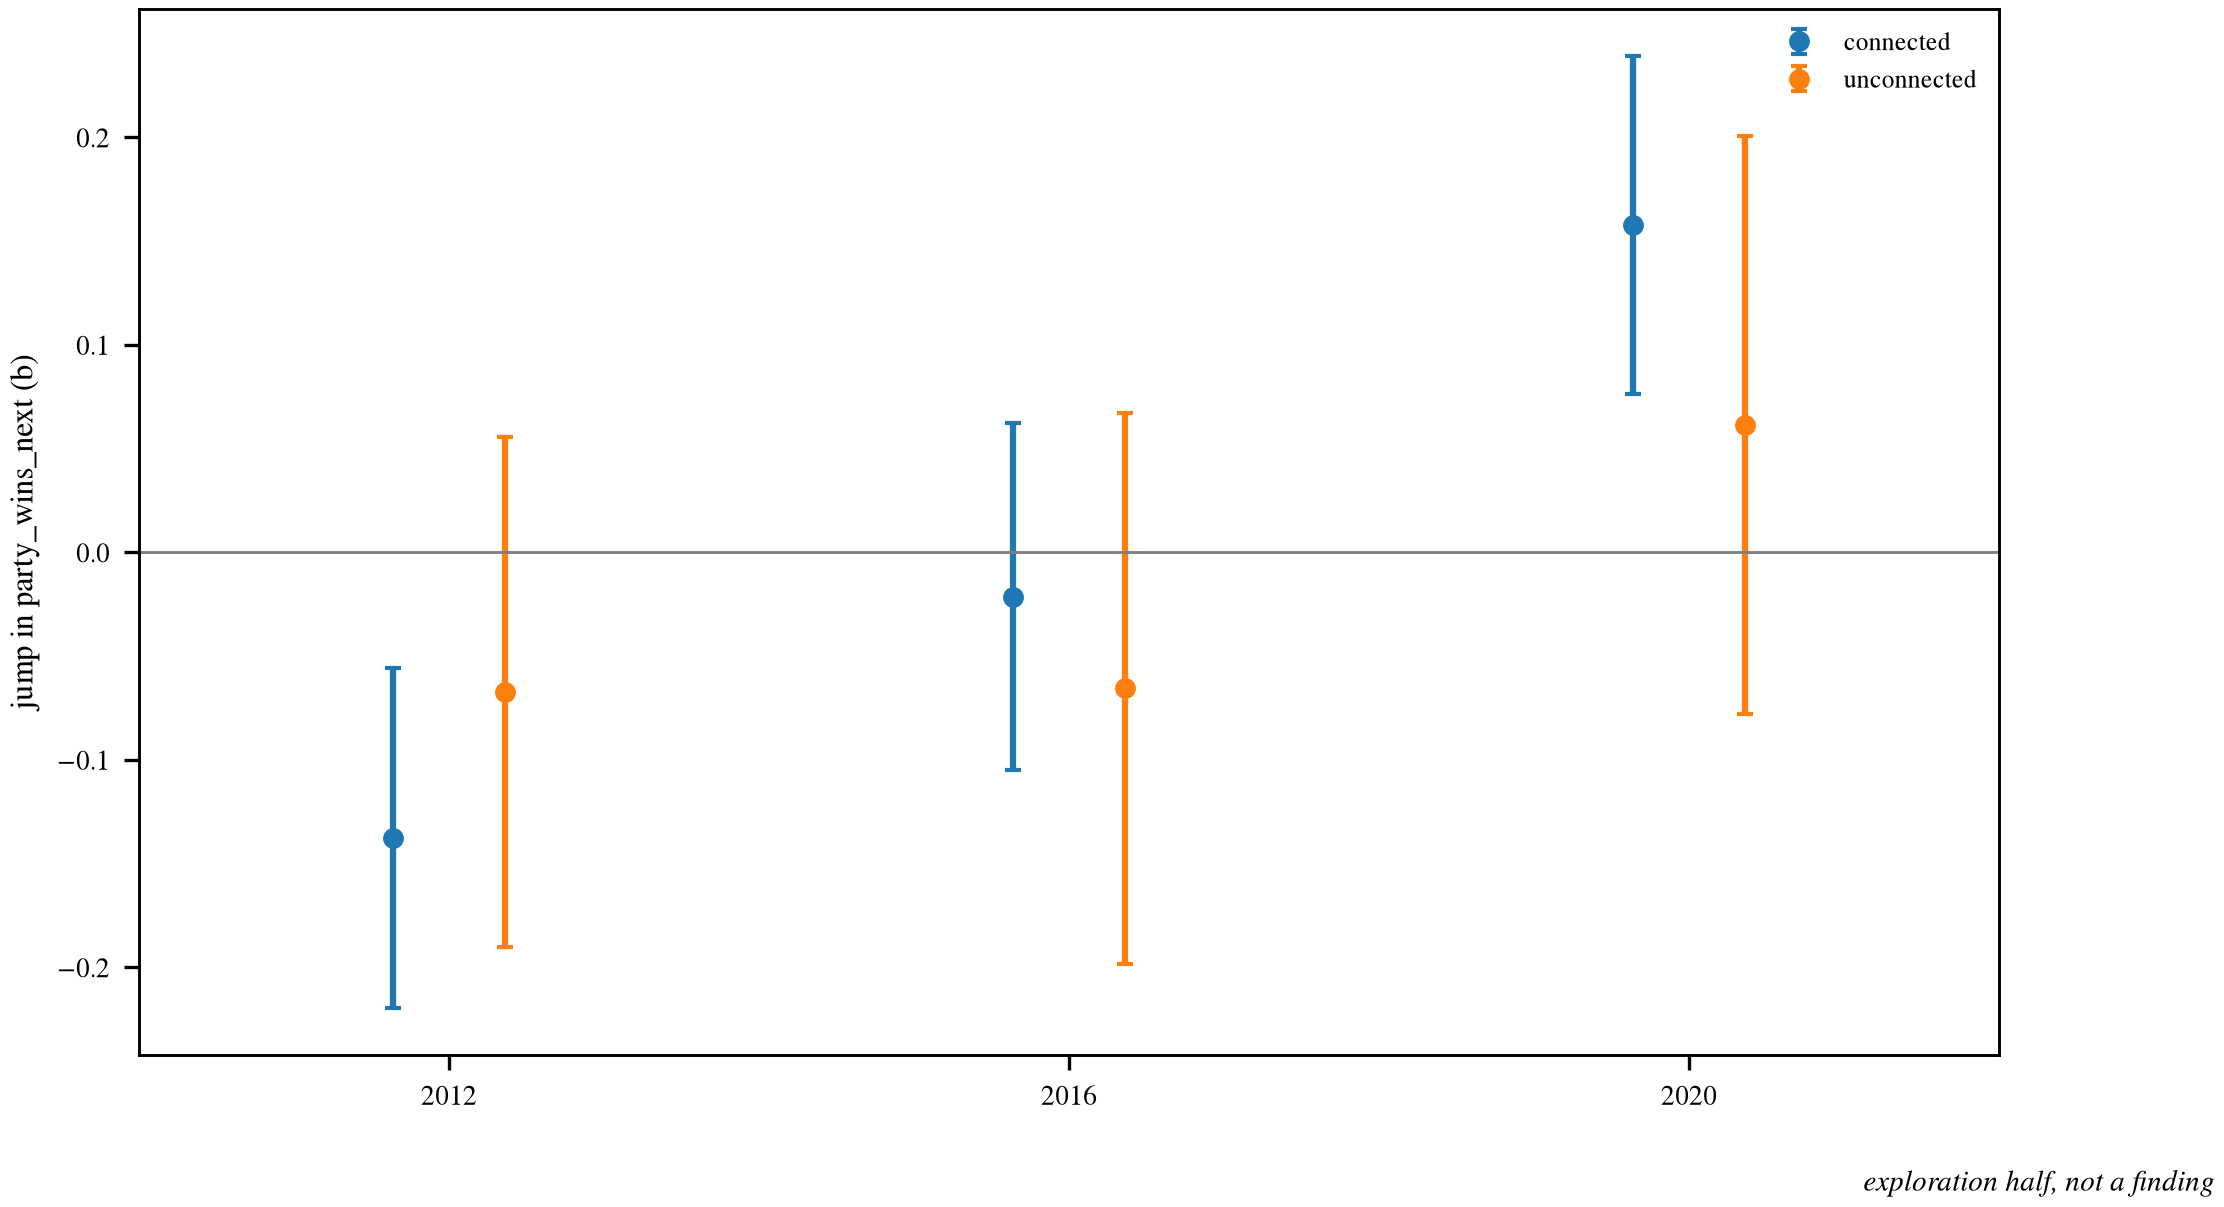 connected
unconnected
0.2
0.1
0.0
−0.1
−0.2
jump in party_wins_next (b)
2012
2016
2020
exploration half, not a finding